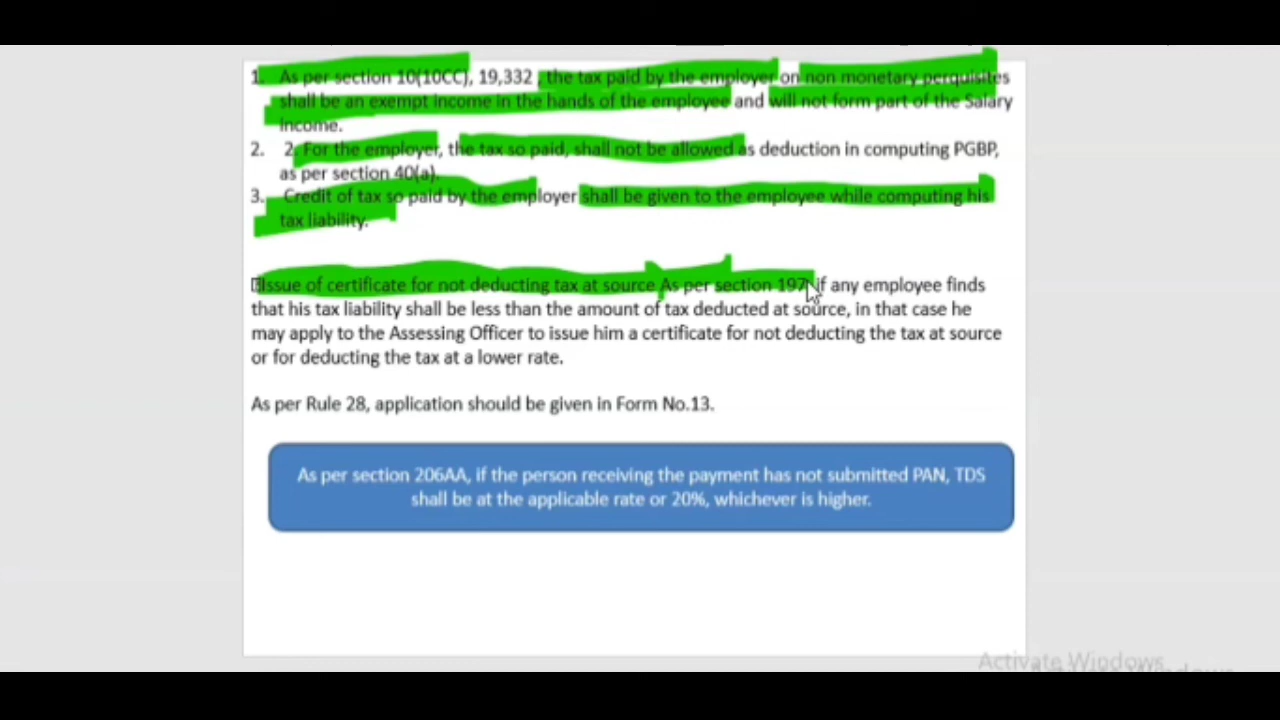 1. As per section 10(10CC), 19,332 , the tax paid by the employer on non monetary perquisites
shall be an exempt income in the hands of the employee and will not form part of the Salary
Income.
2. 2. For the employer, the tax so paid, shall not be allowed as deduction in computing PGBP,
as per section 40(a).
3. Credit of tax so paid by the employer shall be given to the employee while computing his
tax liability.
Issue of certificate for not deducting tax at source As per section 197, if any employee finds
that his tax liability shall be less than the amount of tax deducted at source, in that case he
may apply to the Assessing Officer to issue him a certificate for not deducting the tax at source
or for deducting the tax at a lower rate.
As per Rule 28, application should be given in Form No.13.
As per section 206AA, if the person receiving the payment has not submitted PAN, TDS
shall be at the applicable rate or 20%, whichever is higher.
Activate Windows